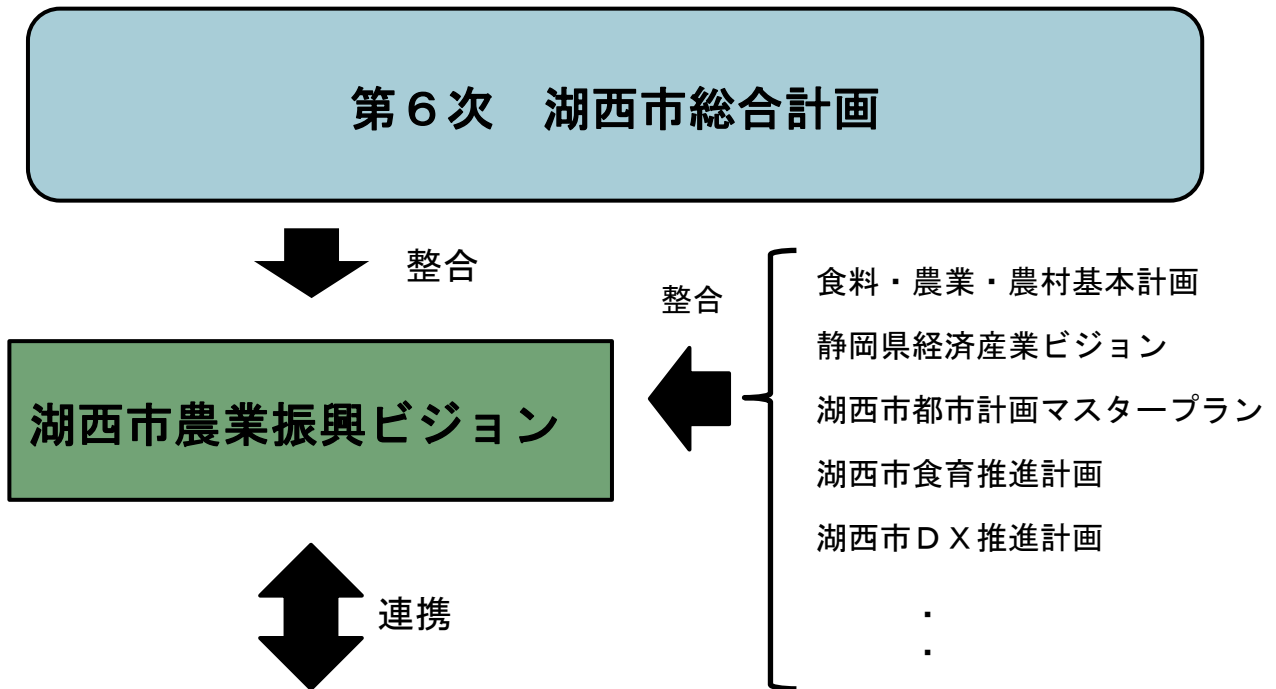 第６次　湖西市総合計画
整合
整合
食料・農業・農村基本計画
静岡県経済産業ビジョン
湖西市都市計画マスタープラン
湖西市食育推進計画
湖西市ＤＸ推進計画
・
・
湖西市農業振興ビジョン
連携